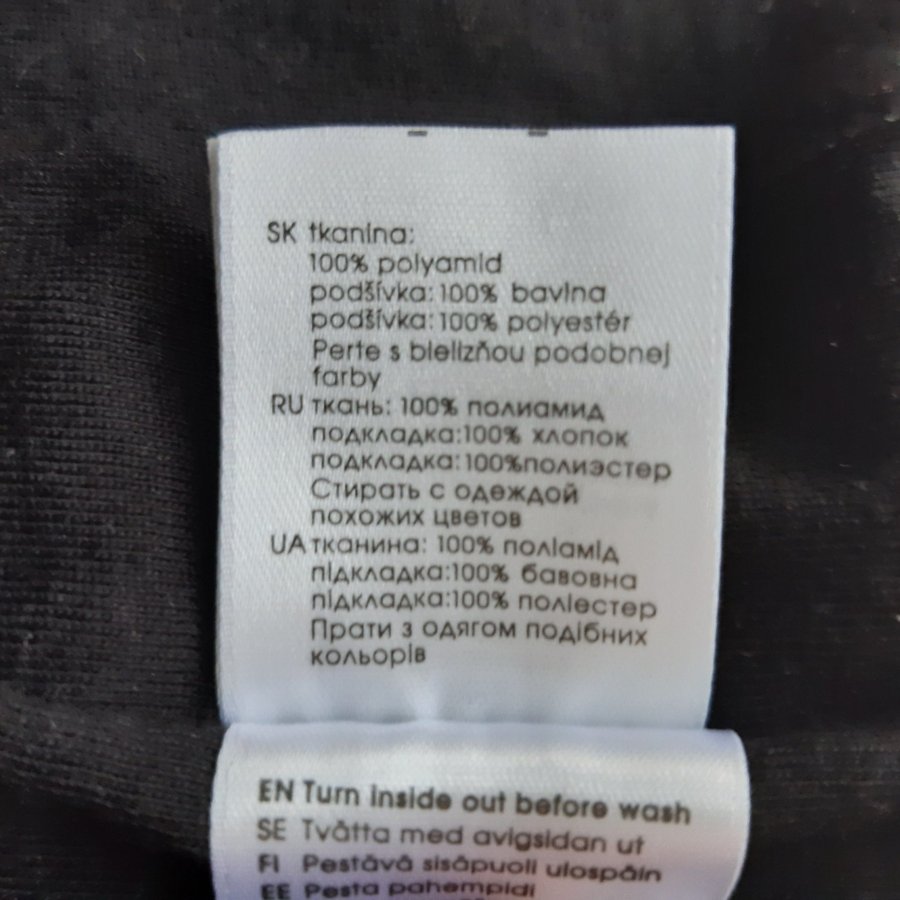 SK tkanina:
100% polyamid
podšívka: 100% bavlna
podšívka: 100% polyestér
Perte s bielizňou podobnej
farby
RU ткань: 100% полиамид
подкладка:100% хлопок
подкладка:100%полиэстер
Стирать с одеждой
похожих цветов
UA тканина: 100% поліамід
підкладка:100% бавовна
підкладка:100% поліестер
Прати з одягом подібних
кольорів
EN Turn inside out before wash
SE Tvätta med avigsidan ut
FI Pestävä sisäpuoli ulospäin
EE Pesta pahempidi